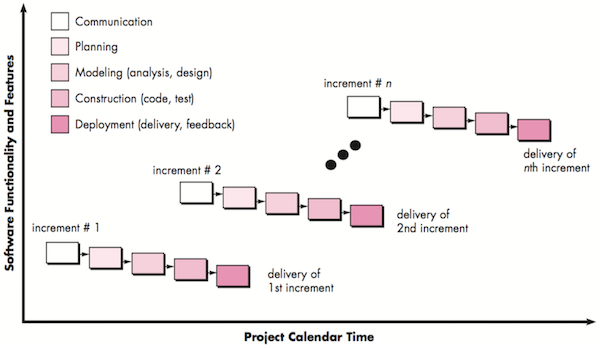 Communication
Planning
Modeling (analysis, design)
Construction (code, test)
Deployment (delivery, feedback)
increment # n
delivery of
nth increment
increment # 2
delivery of
2nd increment
increment # 1
delivery of
1st increment
Software Functionality and Features
Project Calendar Time